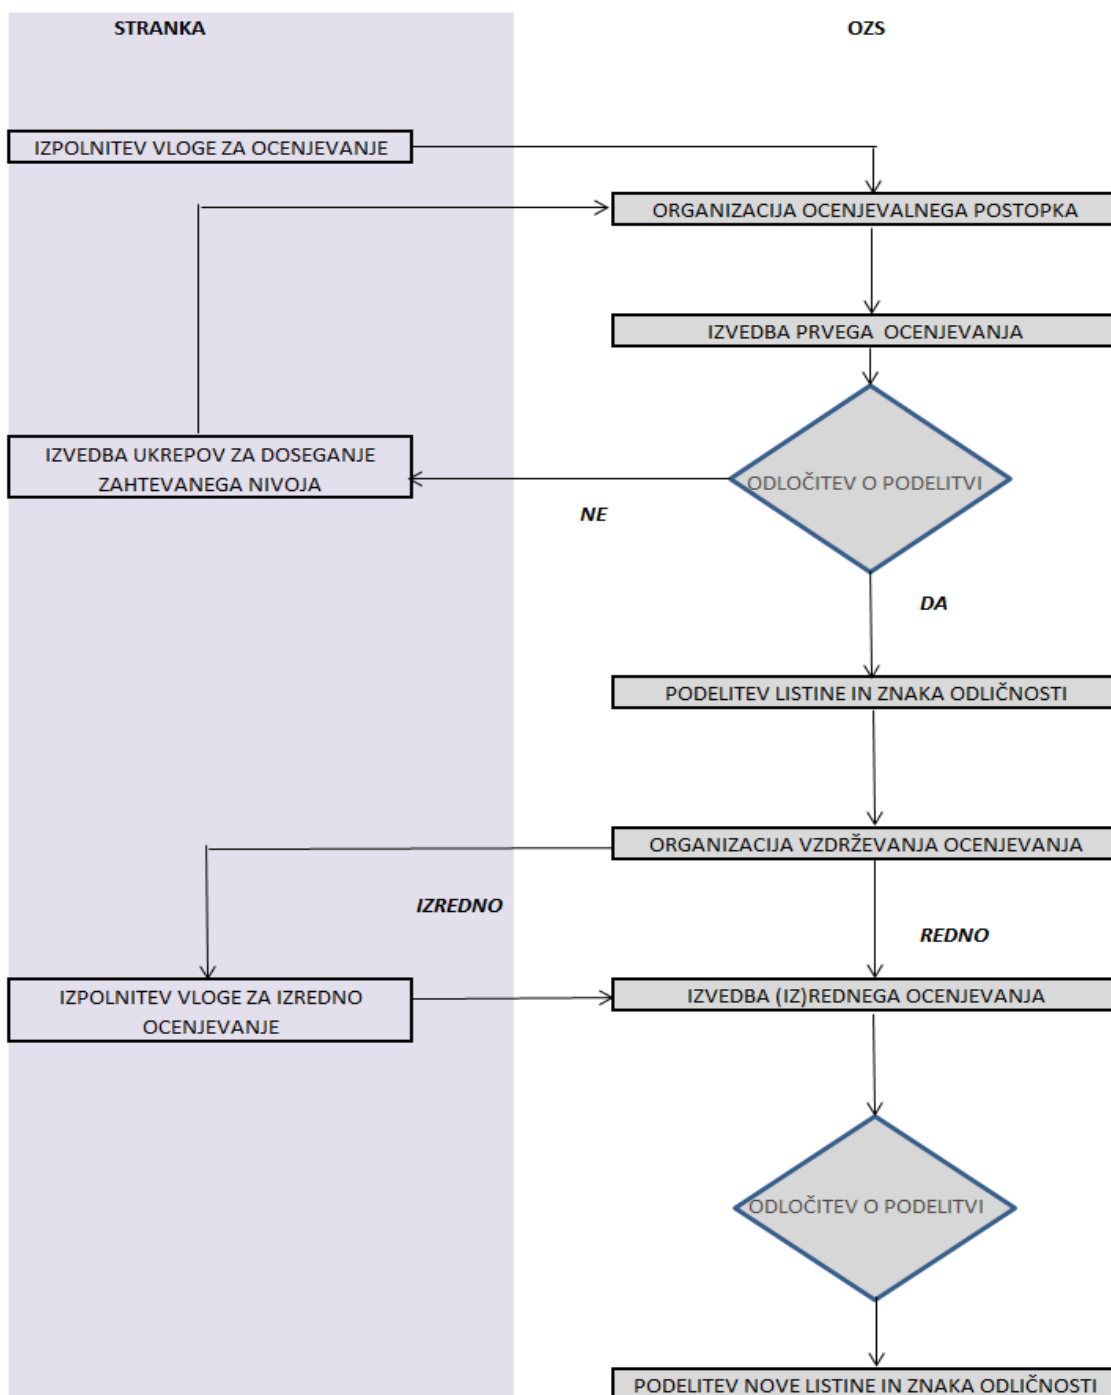 STRANKA
OZS
IZPOLNITEV VLOGE ZA OCENJEVANJE
ORGANIZACIJA OCENJEVALNEGA POSTOPKA
IZVEDBA PRVEGA OCENJEVANJA
IZVEDBA UKREPOV ZA DOSEGANJE
ZAHTEVANEGA NIVOJA
ODLOČITEV O PODELITVI
NE
DA
PODELITEV LISTINE IN ZNAKA ODLIČNOSTI
ORGANIZACIJA VZDRŽEVANJA OCENJEVANJA
IZREDNO
REDNO
IZPOLNITEV VLOGE ZA IZREDNO
OCENJEVANJE
IZVEDBA (IZ)REDNEGA OCENJEVANJA
ODLOČITEV O PODELITVI
PODELITEV NOVE LISTINE IN ZNAKA ODLIČNOSTI